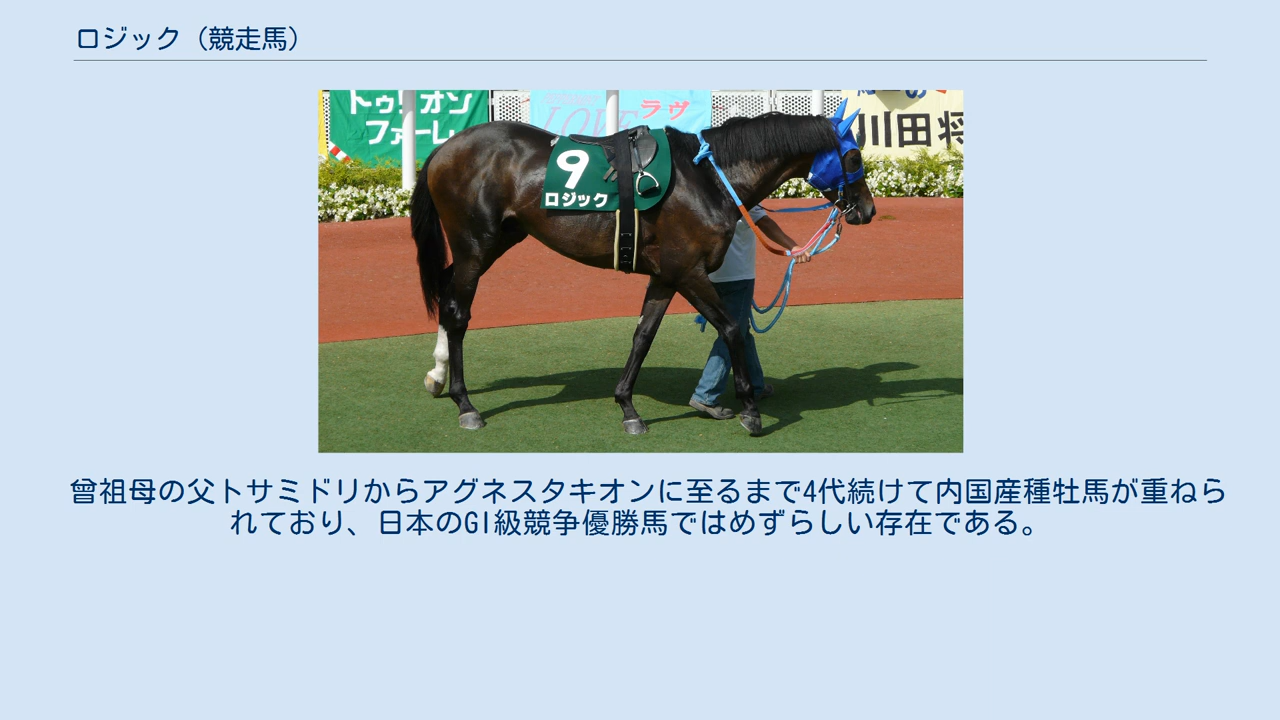 ロジック（競走馬）
トゥ
オン
ファーム
LOVE
ラヴ
川田将
9
ロジック
曾祖母の父トサミドリからアグネスタキオンに至るまで4代続けて内国産種牡馬が重ねら
れており、日本のGI級競争優勝馬ではめずらしい存在である。